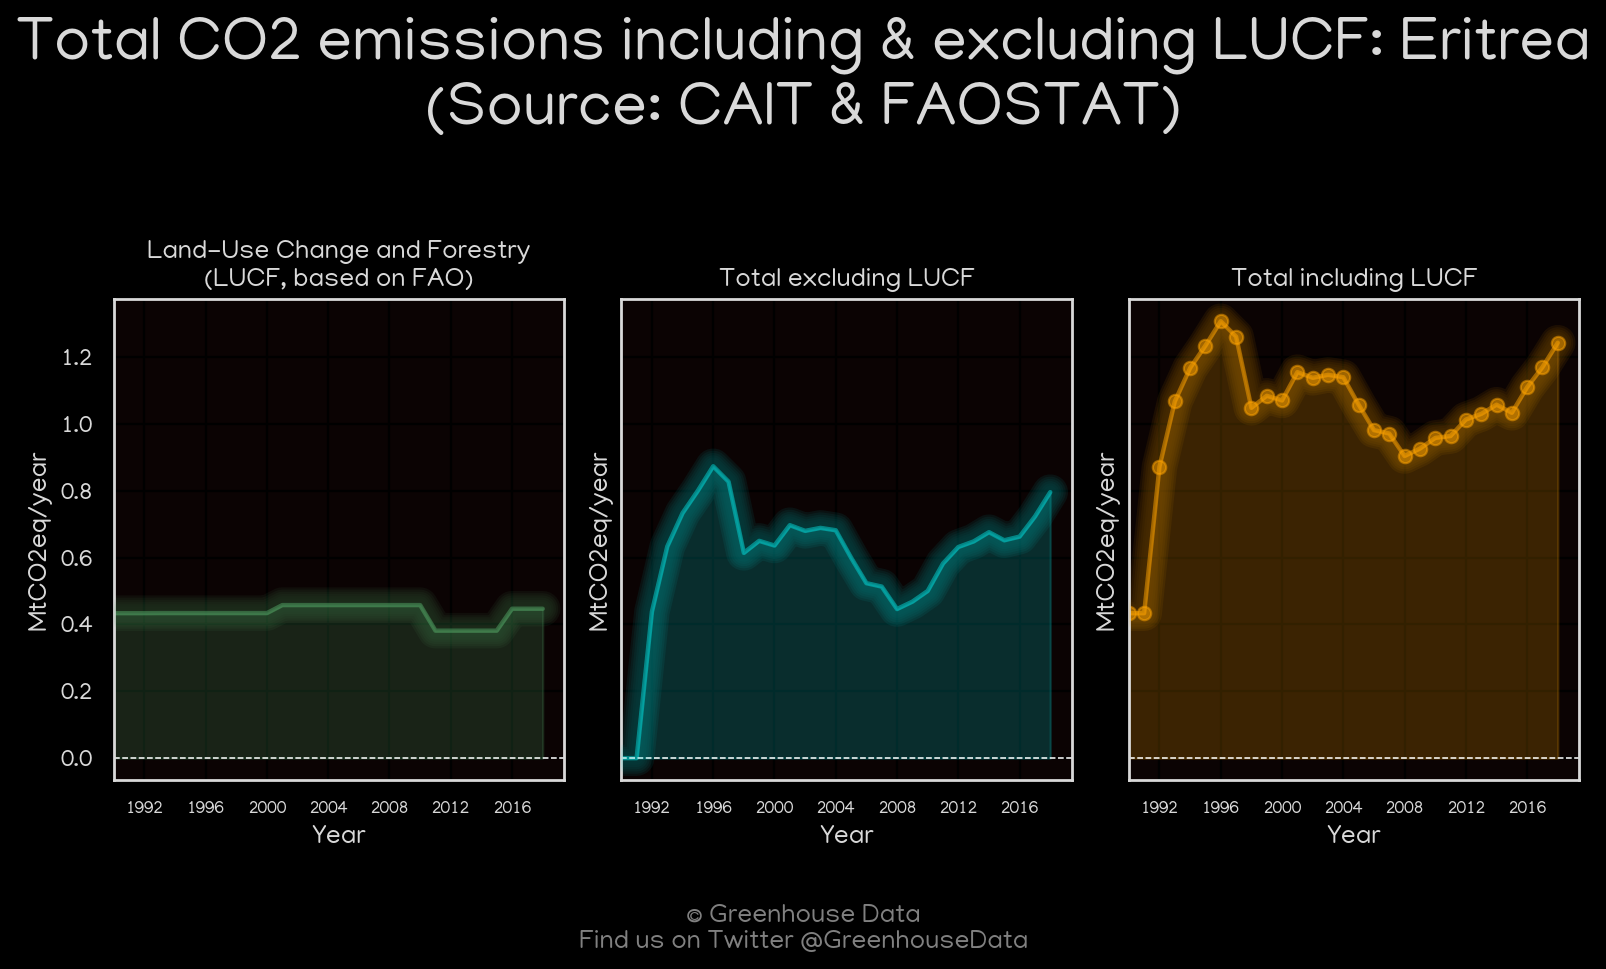 Total CO2 emissions including & excluding LUCF: Eritrea
(Source: CAIT & FAOSTAT)
Land-Use Change and Forestry
(LUCF, based on FAO)
Total excluding LUCF
Total including LUCF
MtCO2eq/year
1.2
1.0
0.8
0.6
0.4
0.2
0.0
1992 1996 2000 2004 2008 2012 2016
Year
MtCO2eq/year
1992 1996 2000 2004 2008 2012 2016
Year
MtCO2eq/year
1992 1996 2000 2004 2008 2012 2016
Year
© Greenhouse Data
Find us on Twitter @GreenhouseData